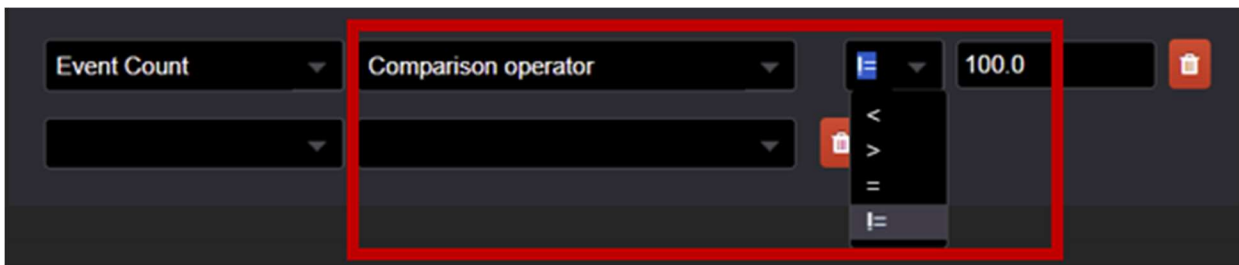 Event Count Comparison operator != 100.0
<
>
=
!=